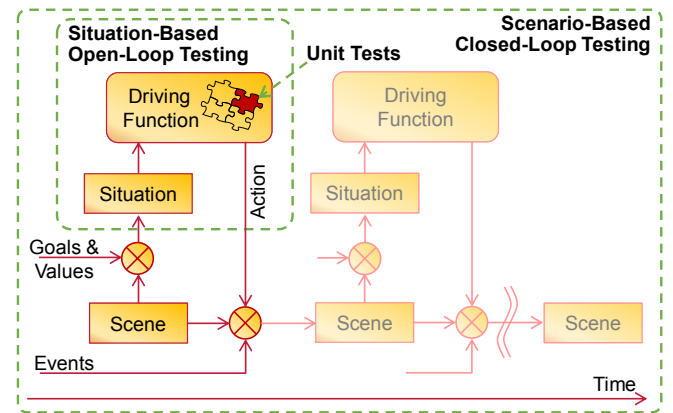 Situation-Based
Open-Loop Testing
Unit Tests
Scenario-Based
Closed-Loop Testing
Driving
Function
Driving
Function
Situation
Action
Situation
Goals &
Values
Scene
Scene
Scene
Events
Time